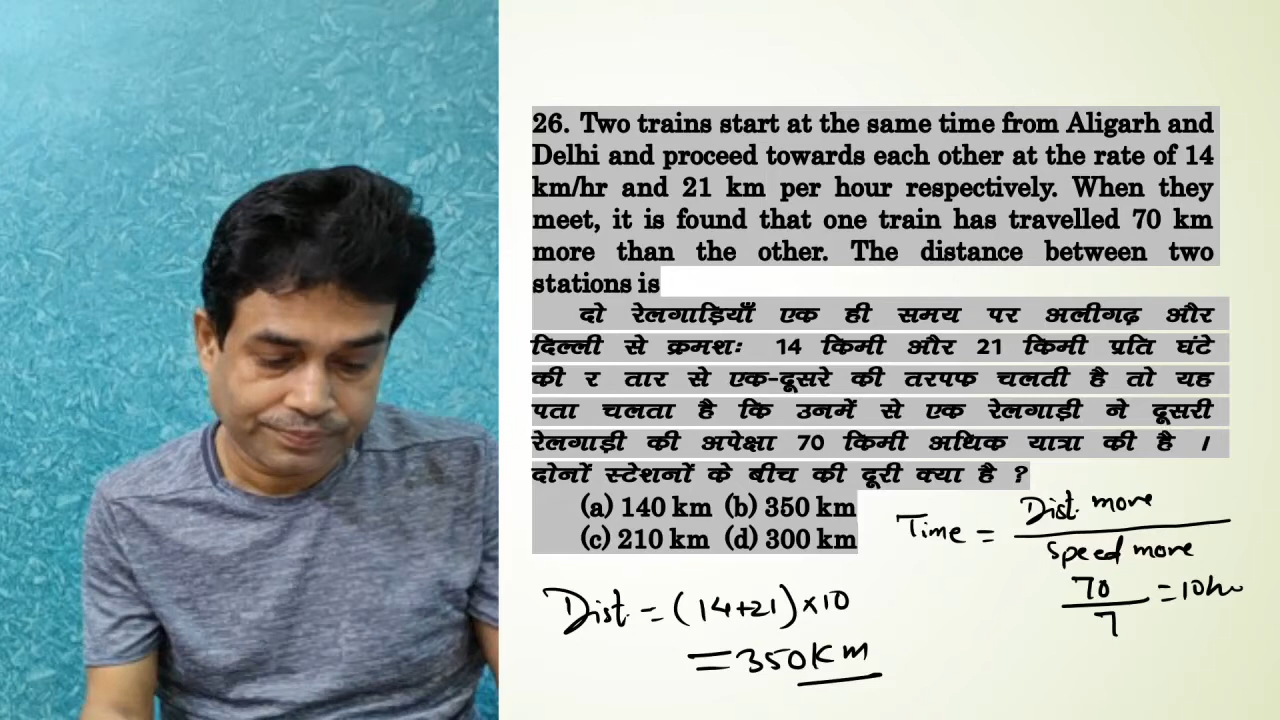 26. Two trains start at the same time from Aligarh and
Delhi and proceed towards each other at the rate of 14
km/hr and 21 km per hour respectively. When they
meet, it is found that one train has travelled 70 km
more than the other. The distance between two
stations is
दो रेलगाड़ियाँ एक ही समय पर अलीगढ़ और
दिल्ली से क्रमशः 14 किमी और 21 किमी प्रति घंटे
की र तार से एक-दूसरे की तरपफ चलती है तो यह
पता चलता है कि उनमें से एक रेलगाड़ी ने दूसरी
रेलगाड़ी की अपेक्षा 70 किमी अधिक यात्रा की है ।
दोनों स्टेशनों के बीच की दूरी क्या है ?
(a) 140 km (b) 350 km
(c) 210 km (d) 300 km
Time = Dist. more
speed more
70
7
= 10hr
Dist. = (14+21)×10
= 350km